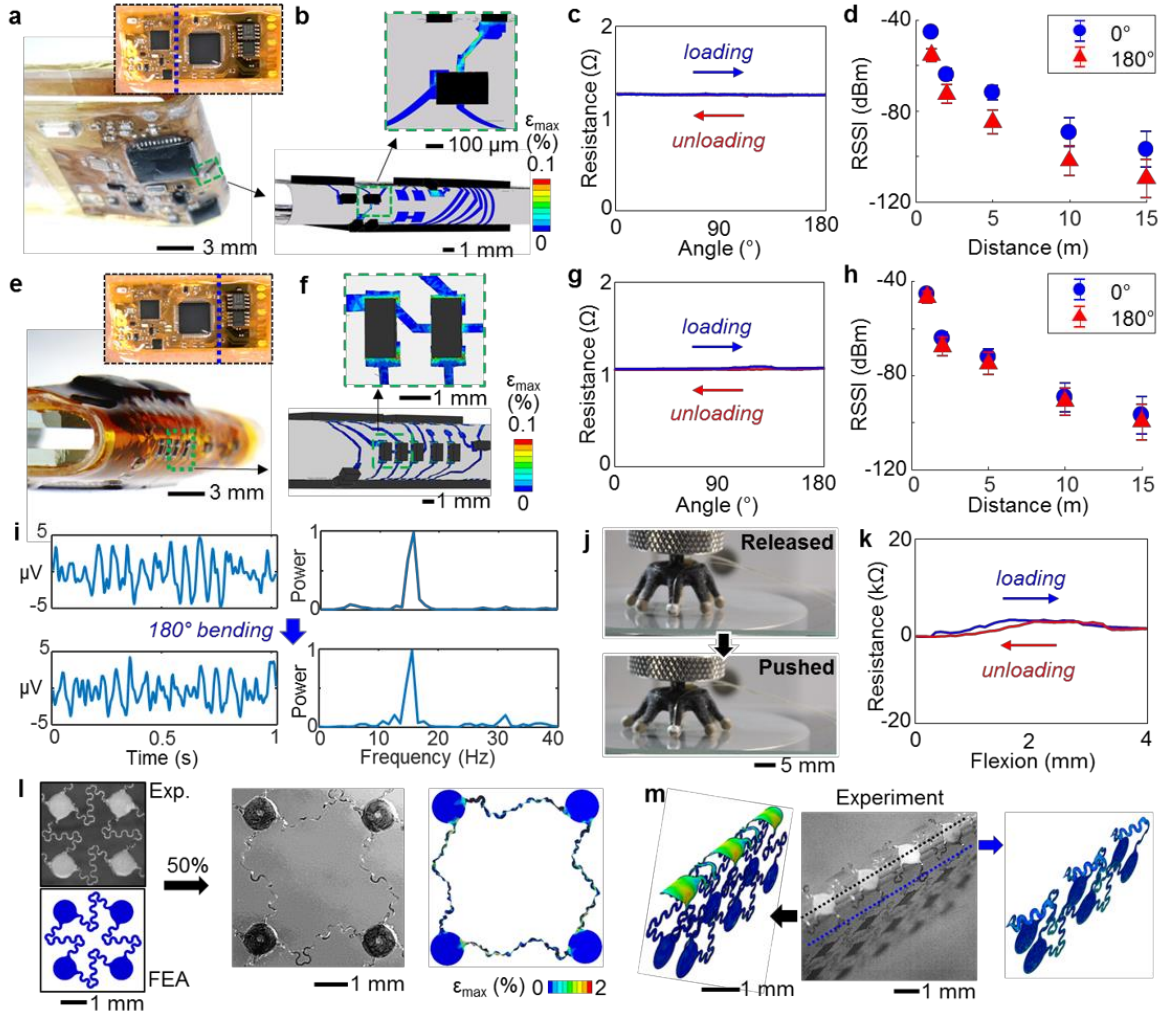 a
3 mm
b
100 µm
εmax
(%)
0.1
0
1 mm
c
Resistance (Ω)
2
1
0
loading
unloading
0
90
180
Angle (°)
d
RSSI (dBm)
-40
-80
-120
0°
180°
0
5
10
15
Distance (m)
e
3 mm
f
1 mm
εmax
(%)
0.1
0
1 mm
g
Resistance (Ω)
2
1
0
loading
unloading
0
90
180
Angle (°)
h
RSSI (dBm)
-40
-80
-120
0°
180°
0
5
10
15
Distance (m)
i
5
µV
-5
1
Power
0
180° bending
5
µV
-5
0
0.5
1
Time (s)
1
Power
0
0
10
20
30
40
Frequency (Hz)
j
Released
Pushed
5 mm
k
Resistance (kΩ)
20
0
-20
loading
unloading
0
2
4
Flexion (mm)
l
Exp.
FEA
1 mm
50%
1 mm
εmax (%) 0 2
m
Experiment
1 mm
1 mm